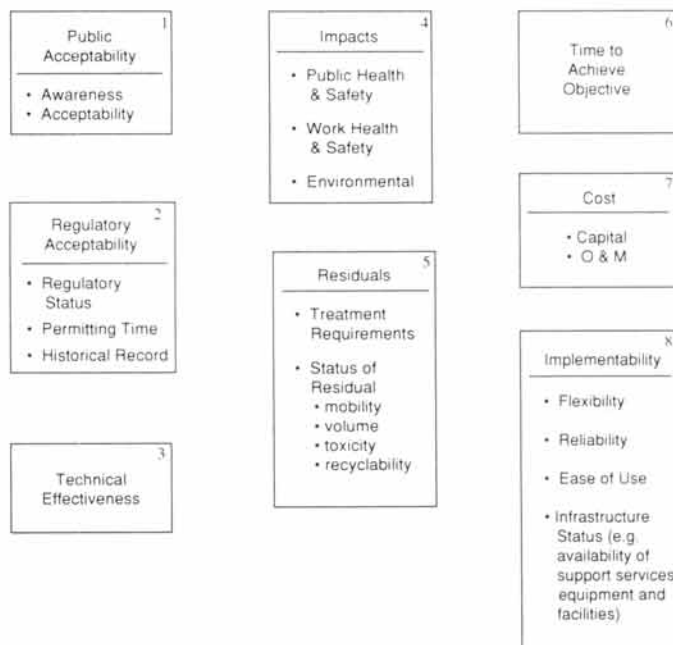 1
Public
Acceptability
• Awareness
• Acceptability
2
Regulatory
Acceptability
• Regulatory
Status
• Permitting Time
• Historical Record
3
Technical
Effectiveness
4
Impacts
• Public Health
& Safety
• Work Health
& Safety
• Environmental
5
Residuals
• Treatment
Requirements
• Status of
Residual
• mobility
• volume
• toxicity
• recyclability
6
Time to
Achieve
Objective
7
Cost
• Capital
• O & M
8
Implementability
• Flexibility
• Reliability
• Ease of Use
• Infrastructure
Status (e.g.
availability of
support services
equipment and
facilities)